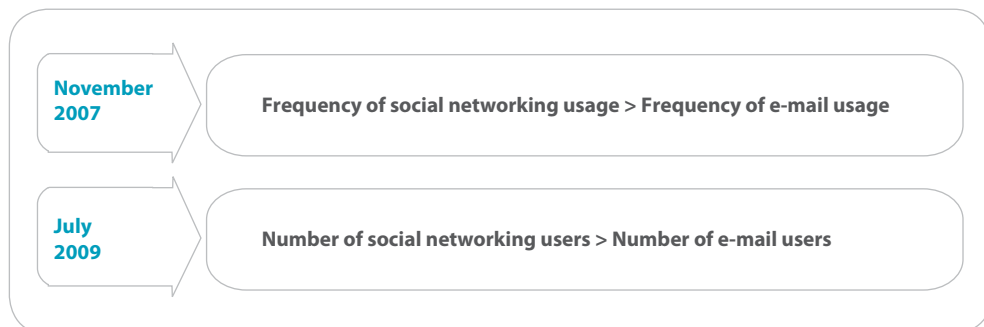 November
2007
Frequency of social networking usage > Frequency of e-mail usage
July
2009
Number of social networking users > Number of e-mail users